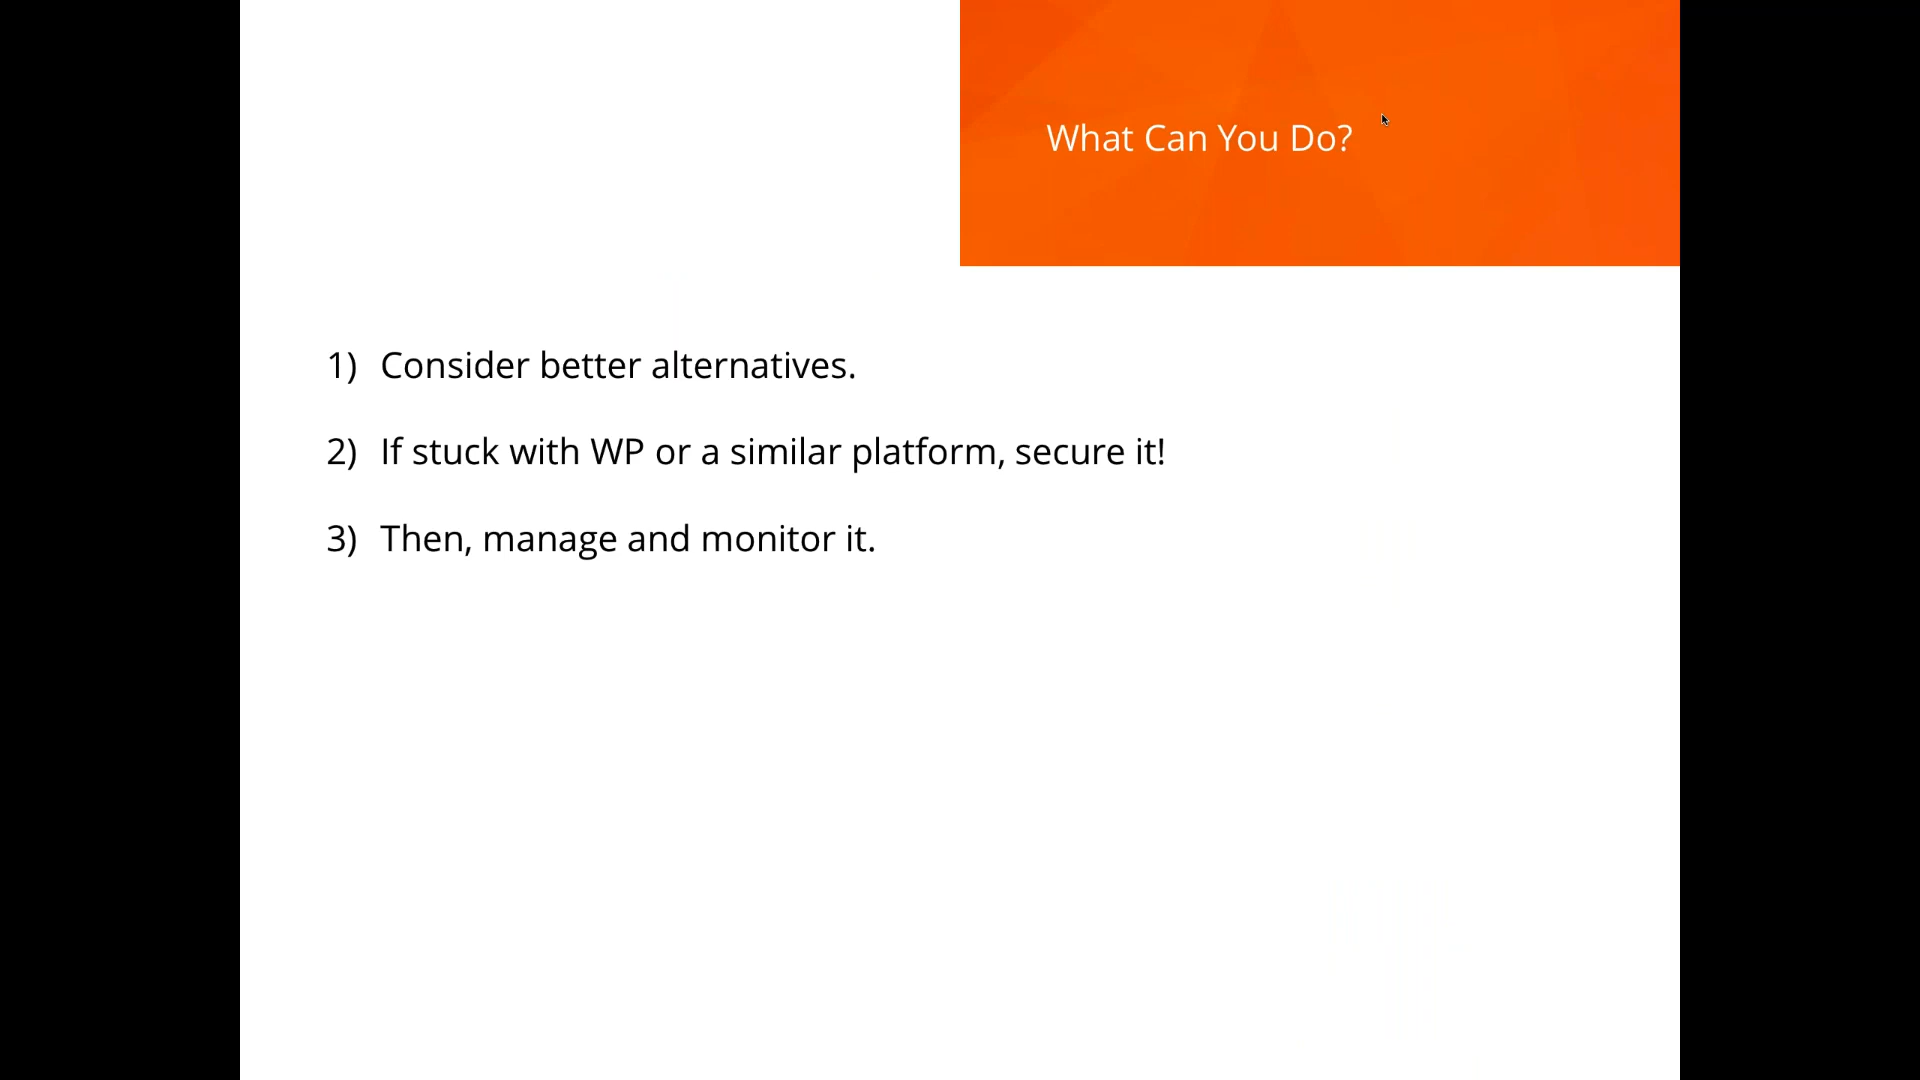 What Can You Do?
1) Consider better alternatives.
2) If stuck with WP or a similar platform, secure it!
3) Then, manage and monitor it.